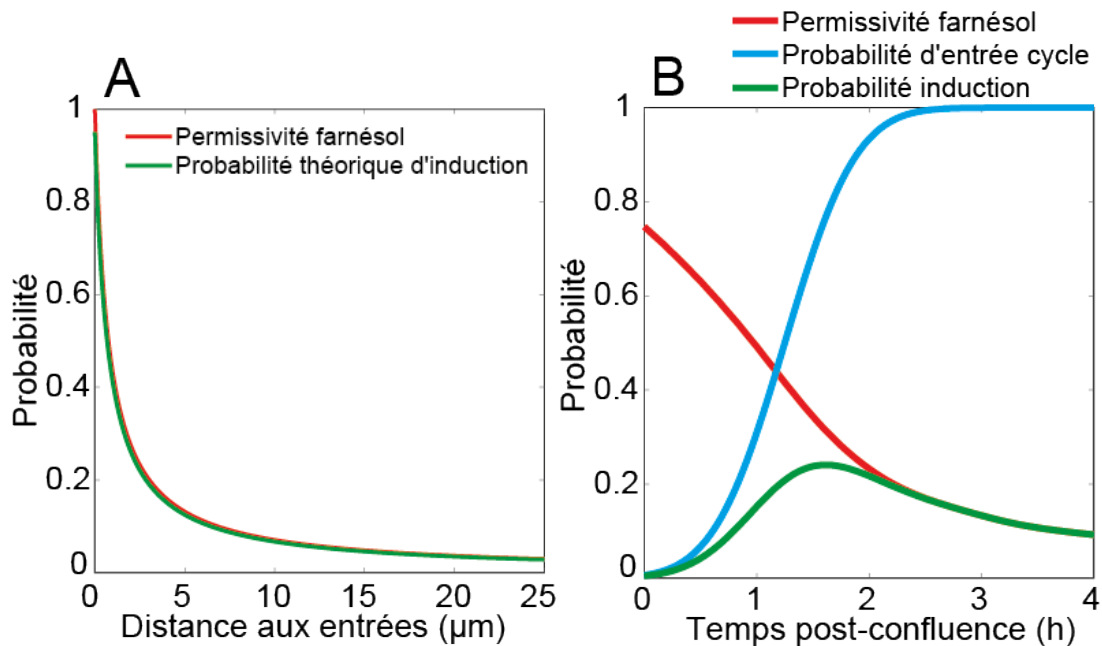 A
Permissivité farnésol
Probabilité théorique d'induction
Probabilité
1
0.8
0.6
0.4
0.2
0
0 5 10 15 20 25
Distance aux entrées (µm)
B
Permissivité farnésol
Probabilité d'entrée cycle
Probabilité induction
Probabilité
1
0.8
0.6
0.4
0.2
0
0 1 2 3 4
Temps post-confluence (h)